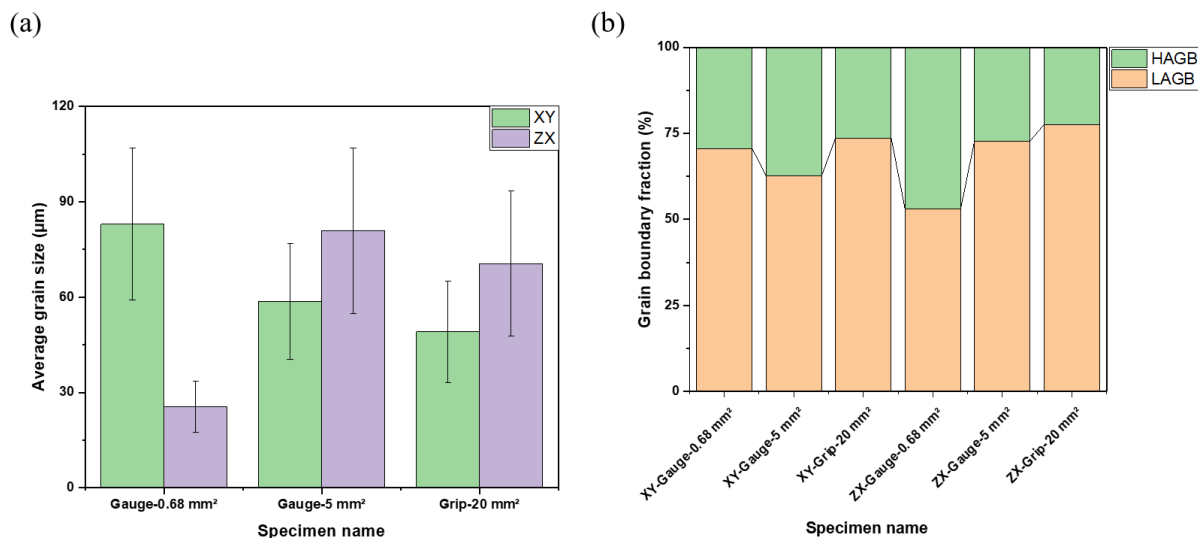 (a)
120
90
60
30
0
Average grain size (µm)
XY
ZX
Gauge-0.68 mm²
Gauge-5 mm²
Grip-20 mm²
Specimen name
(b)
100
75
50
25
0
Grain boundary fraction (%)
HAGB
LAGB
XY-Gauge-0.68 mm²
XY-Gauge-5 mm²
XY-Grip-20 mm²
ZX-Gauge-0.68 mm²
ZX-Gauge-5 mm²
ZX-Grip-20 mm²
Specimen name